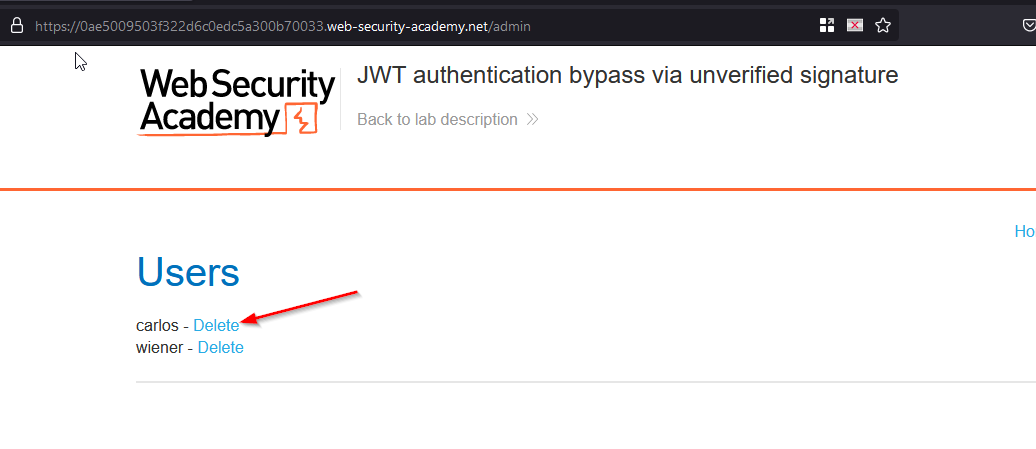 https://0ae5009503f322d6c0edc5a300b70033.web-security-academy.net/admin
Web Security
Academy
JWT authentication bypass via unverified signature
Back to lab description
Ho
Users
carlos - Delete
wiener - Delete